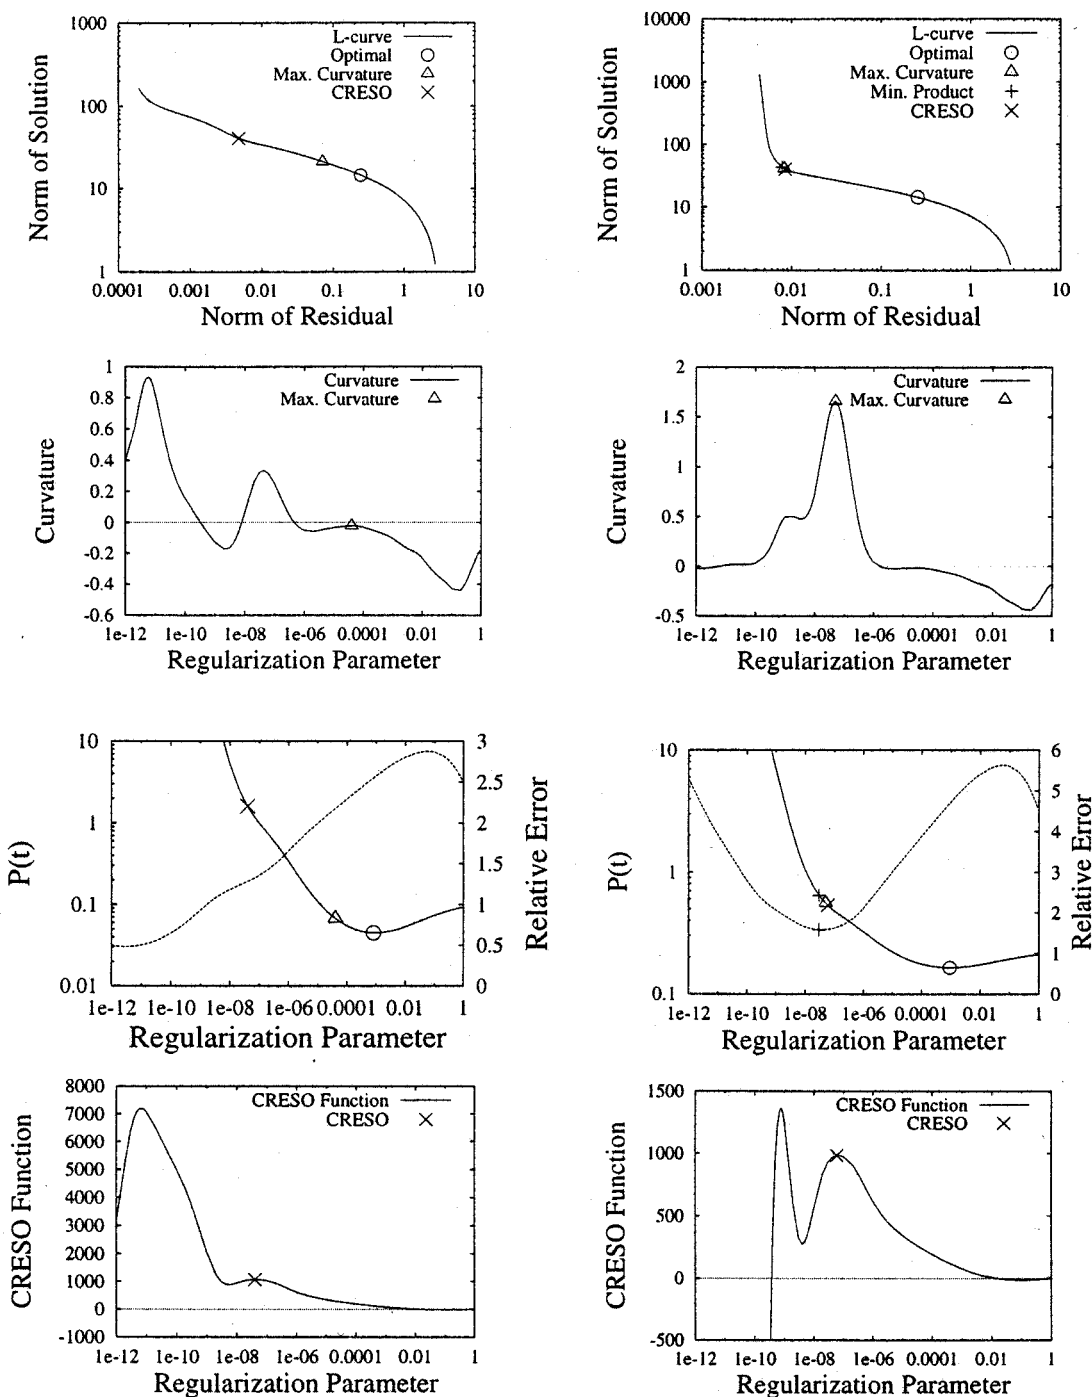 1000
100
10
1
0.0001
0.001
0.01
0.1
1
10
Norm of Solution
Norm of Residual
L-curve
Optimal
Max. Curvature
CRESO
10000
1000
100
10
1
0.001
0.01
0.1
1
10
Norm of Solution
Norm of Residual
L-curve
Optimal
Max. Curvature
Min. Product
CRESO
1
0.8
0.6
0.4
0.2
0
-0.2
-0.4
-0.6
1e-12
1e-10
1e-08
1e-06
0.0001
0.01
1
Curvature
Regularization Parameter
Curvature
Max. Curvature
2
1.5
1
0.5
0
-0.5
1e-12
1e-10
1e-08
1e-06
0.0001
0.01
1
Curvature
Regularization Parameter
Curvature
Max. Curvature
10
1
0.1
0.01
3
2.5
2
1.5
1
0.5
0
1e-12
1e-10
1e-08
1e-06
0.0001
0.01
1
P(t)
Relative Error
Regularization Parameter
10
1
0.1
6
5
4
3
2
1
0
1e-12
1e-10
1e-08
1e-06
0.0001
0.01
1
P(t)
Relative Error
Regularization Parameter
8000
7000
6000
5000
4000
3000
2000
1000
0
-1000
1e-12
1e-10
1e-08
1e-06
0.0001
0.01
1
CRESO Function
Regularization Parameter
CRESO Function
CRESO
1500
1000
500
0
-500
1e-12
1e-10
1e-08
1e-06
0.0001
0.01
1
CRESO Function
Regularization Parameter
CRESO Function
CRESO